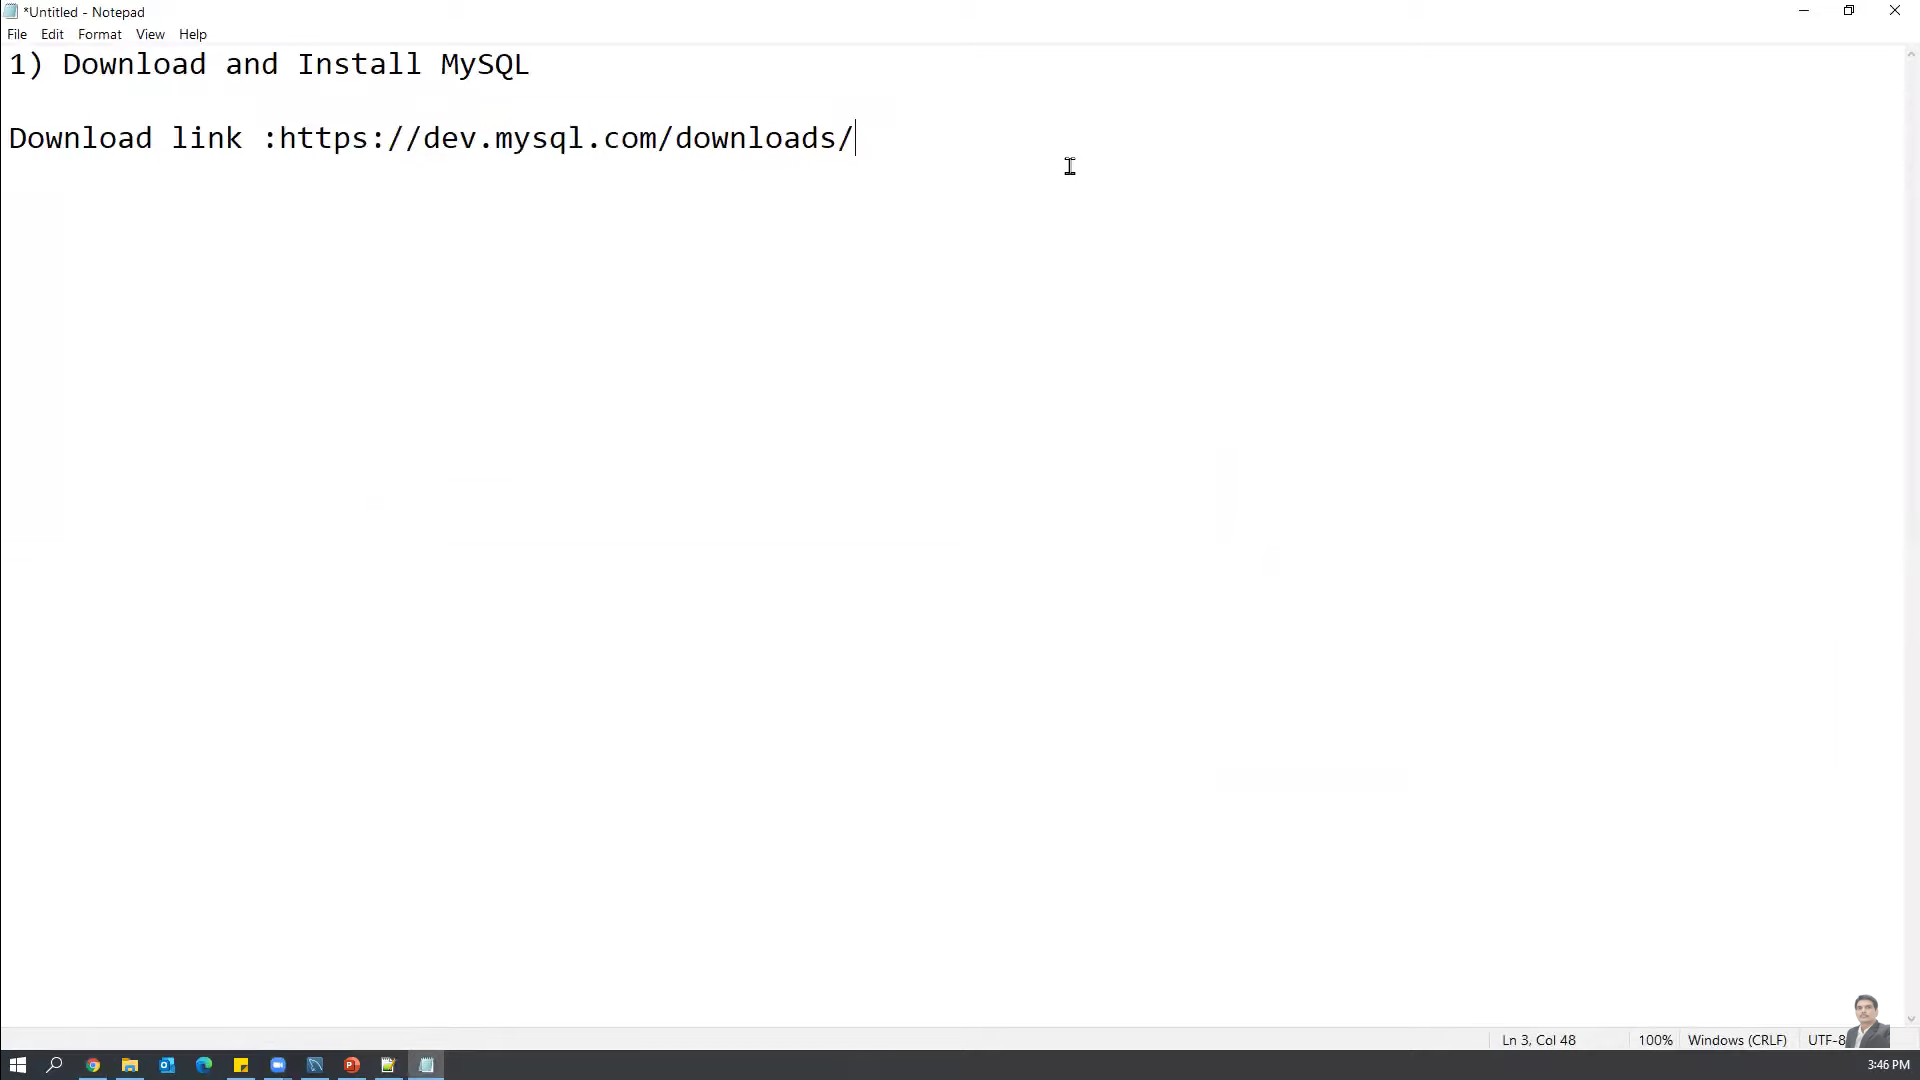 *Untitled - Notepad
File Edit Format View Help
1) Download and Install MySQL
Download link :https://dev.mysql.com/downloads/
Ln 3, Col 48 100% Windows (CRLF) UTF-8
3:46 PM